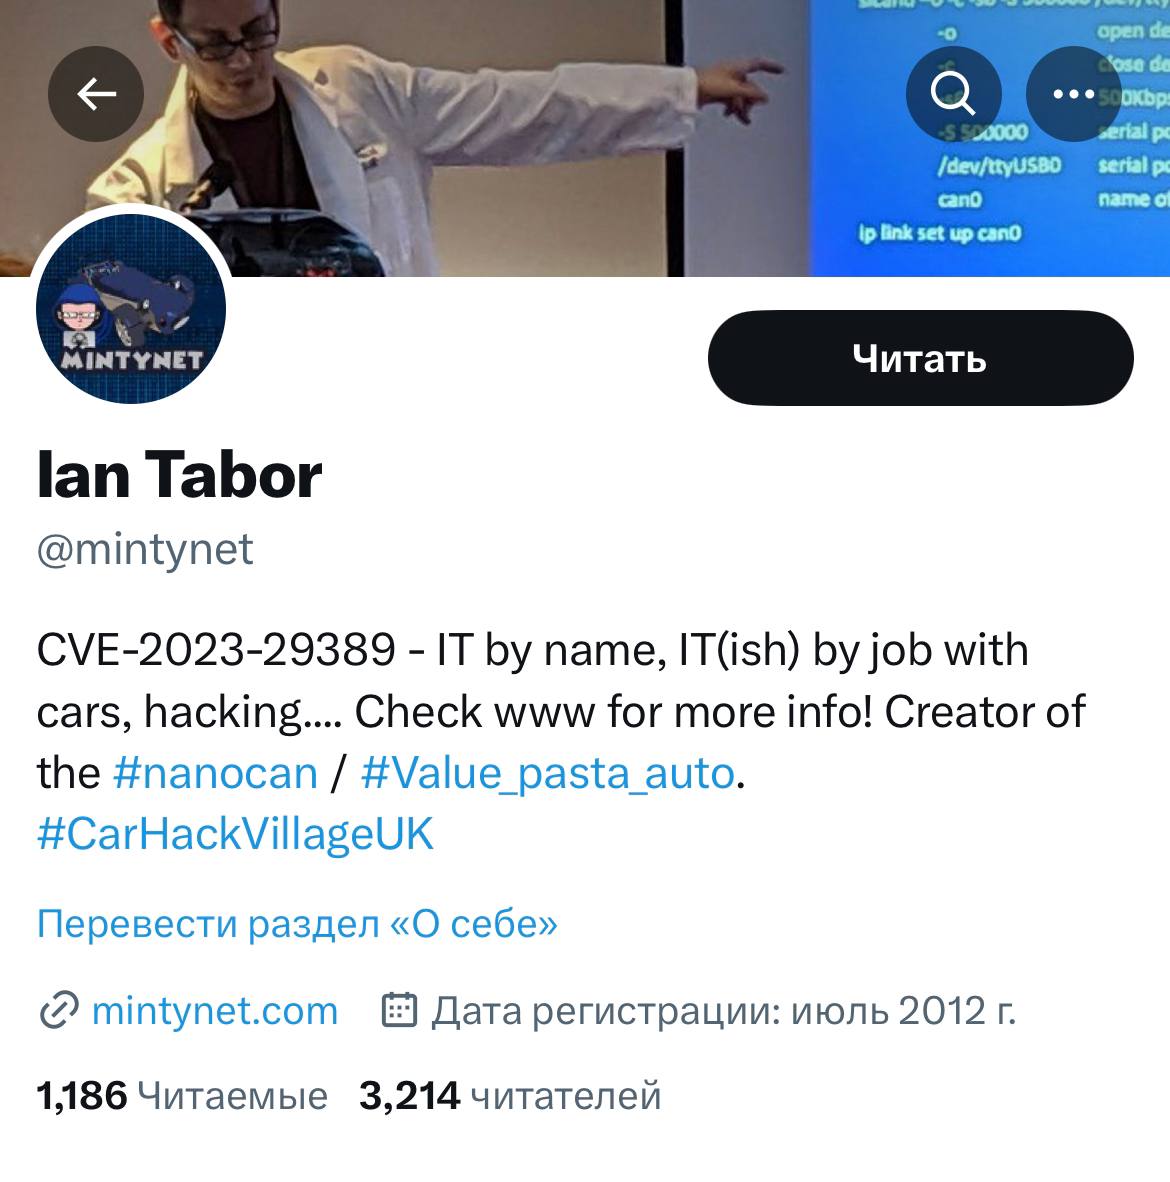 -o open de
close de
500Kbps
-S 500000 serial po
/dev/ttyUSB0 serial po
can0 name of
ip link set up can0
MINTYNET
Читать
Ian Tabor
@mintynet
CVE-2023-29389 - IT by name, IT(ish) by job with
cars, hacking.... Check www for more info! Creator of
the #nanocan / #Value_pasta_auto.
#CarHackVillageUK
Перевести раздел «О себе»
mintynet.com Дата регистрации: июль 2012 г.
1,186 Читаемые 3,214 читателей